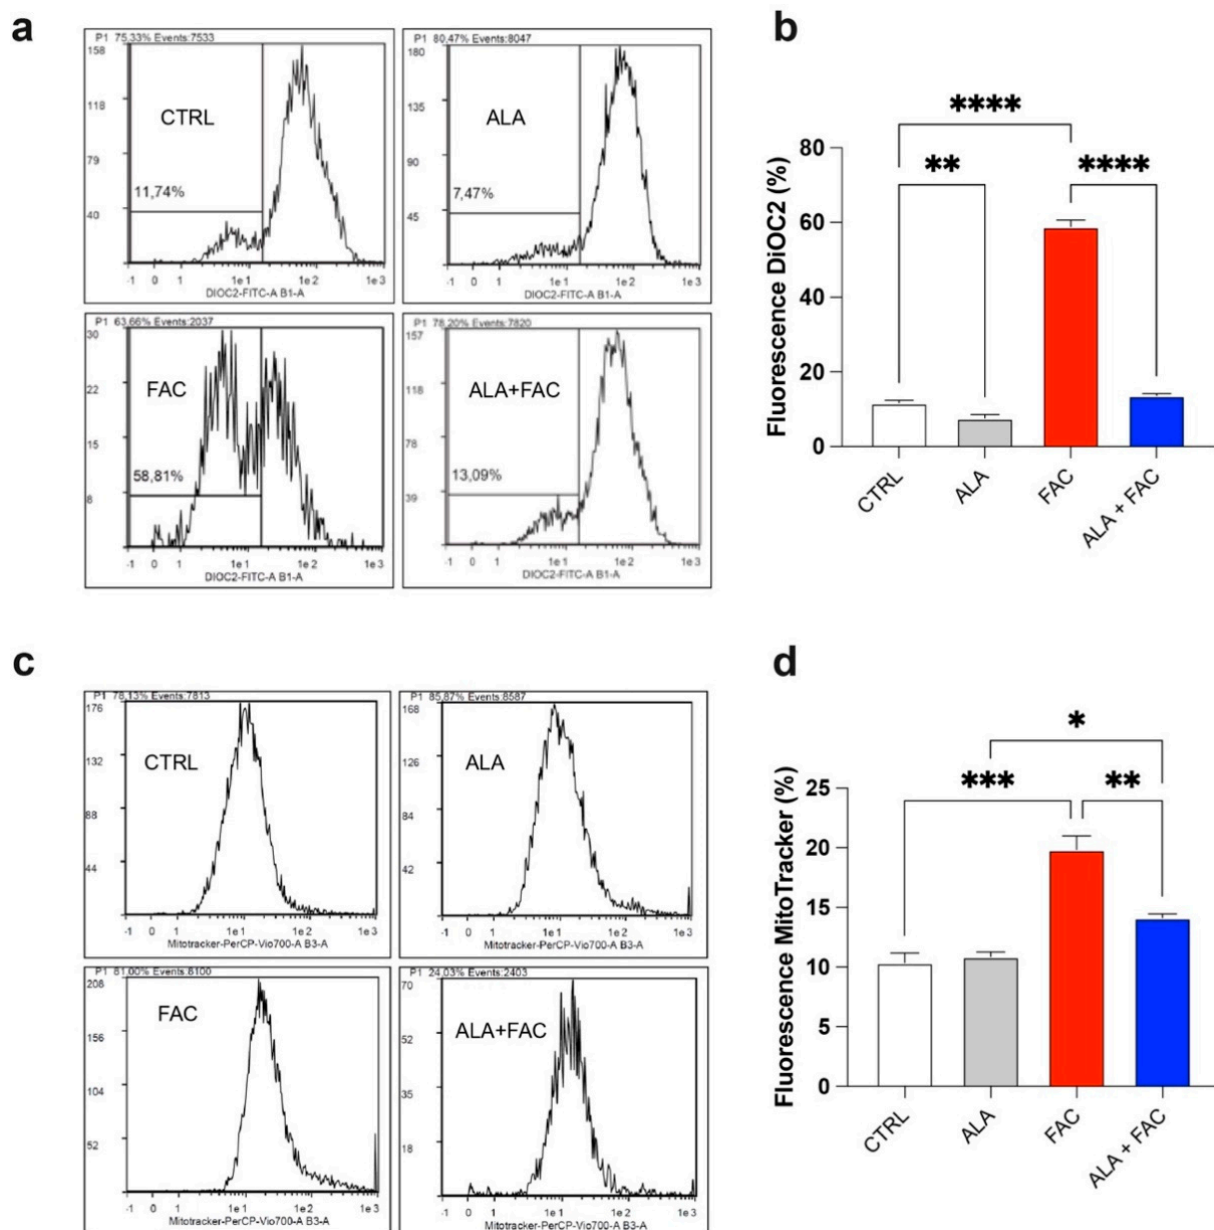 a
P1 75,33% Events:7533
158
118
79
40
CTRL
11,74%
-1 0 1 1e1 1e2 1e3
DIOC2-FITC-A B1-A
P1 80,47% Events:8047
180
135
90
45
ALA
7,47%
-1 0 1 1e1 1e2 1e3
DIOC2-FITC-A B1-A
P1 63,66% Events:2037
30
22
15
8
FAC
58,81%
-1 0 1 1e1 1e2 1e3
DIOC2-FITC-A B1-A
P1 78,20% Events:7820
157
118
78
39
ALA+FAC
13,09%
-1 0 1 1e1 1e2 1e3
DIOC2-FITC-A B1-A
b
Fluorescence DiOC2 (%)
80
60
40
20
0
****
**
****
CTRL
ALA
FAC
ALA + FAC
c
P1 78,13% Events:7813
176
132
88
44
CTRL
-1 0 1 1e1 1e2 1e3
Mitotracker-PerCP-Vio700-A B3-A
P1 85,87% Events:8587
168
126
84
42
ALA
-1 0 1 1e1 1e2 1e3
Mitotracker-PerCP-Vio700-A B3-A
P1 81,00% Events:8100
208
156
104
52
FAC
-1 0 1 1e1 1e2 1e3
Mitotracker-PerCP-Vio700-A B3-A
P1 24,03% Events:2403
70
52
35
18
ALA+FAC
-1 0 1 1e1 1e2 1e3
Mitotracker-PerCP-Vio700-A B3-A
d
Fluorescence MitoTracker (%)
25
20
15
10
5
0
*
***
**
CTRL
ALA
FAC
ALA + FAC